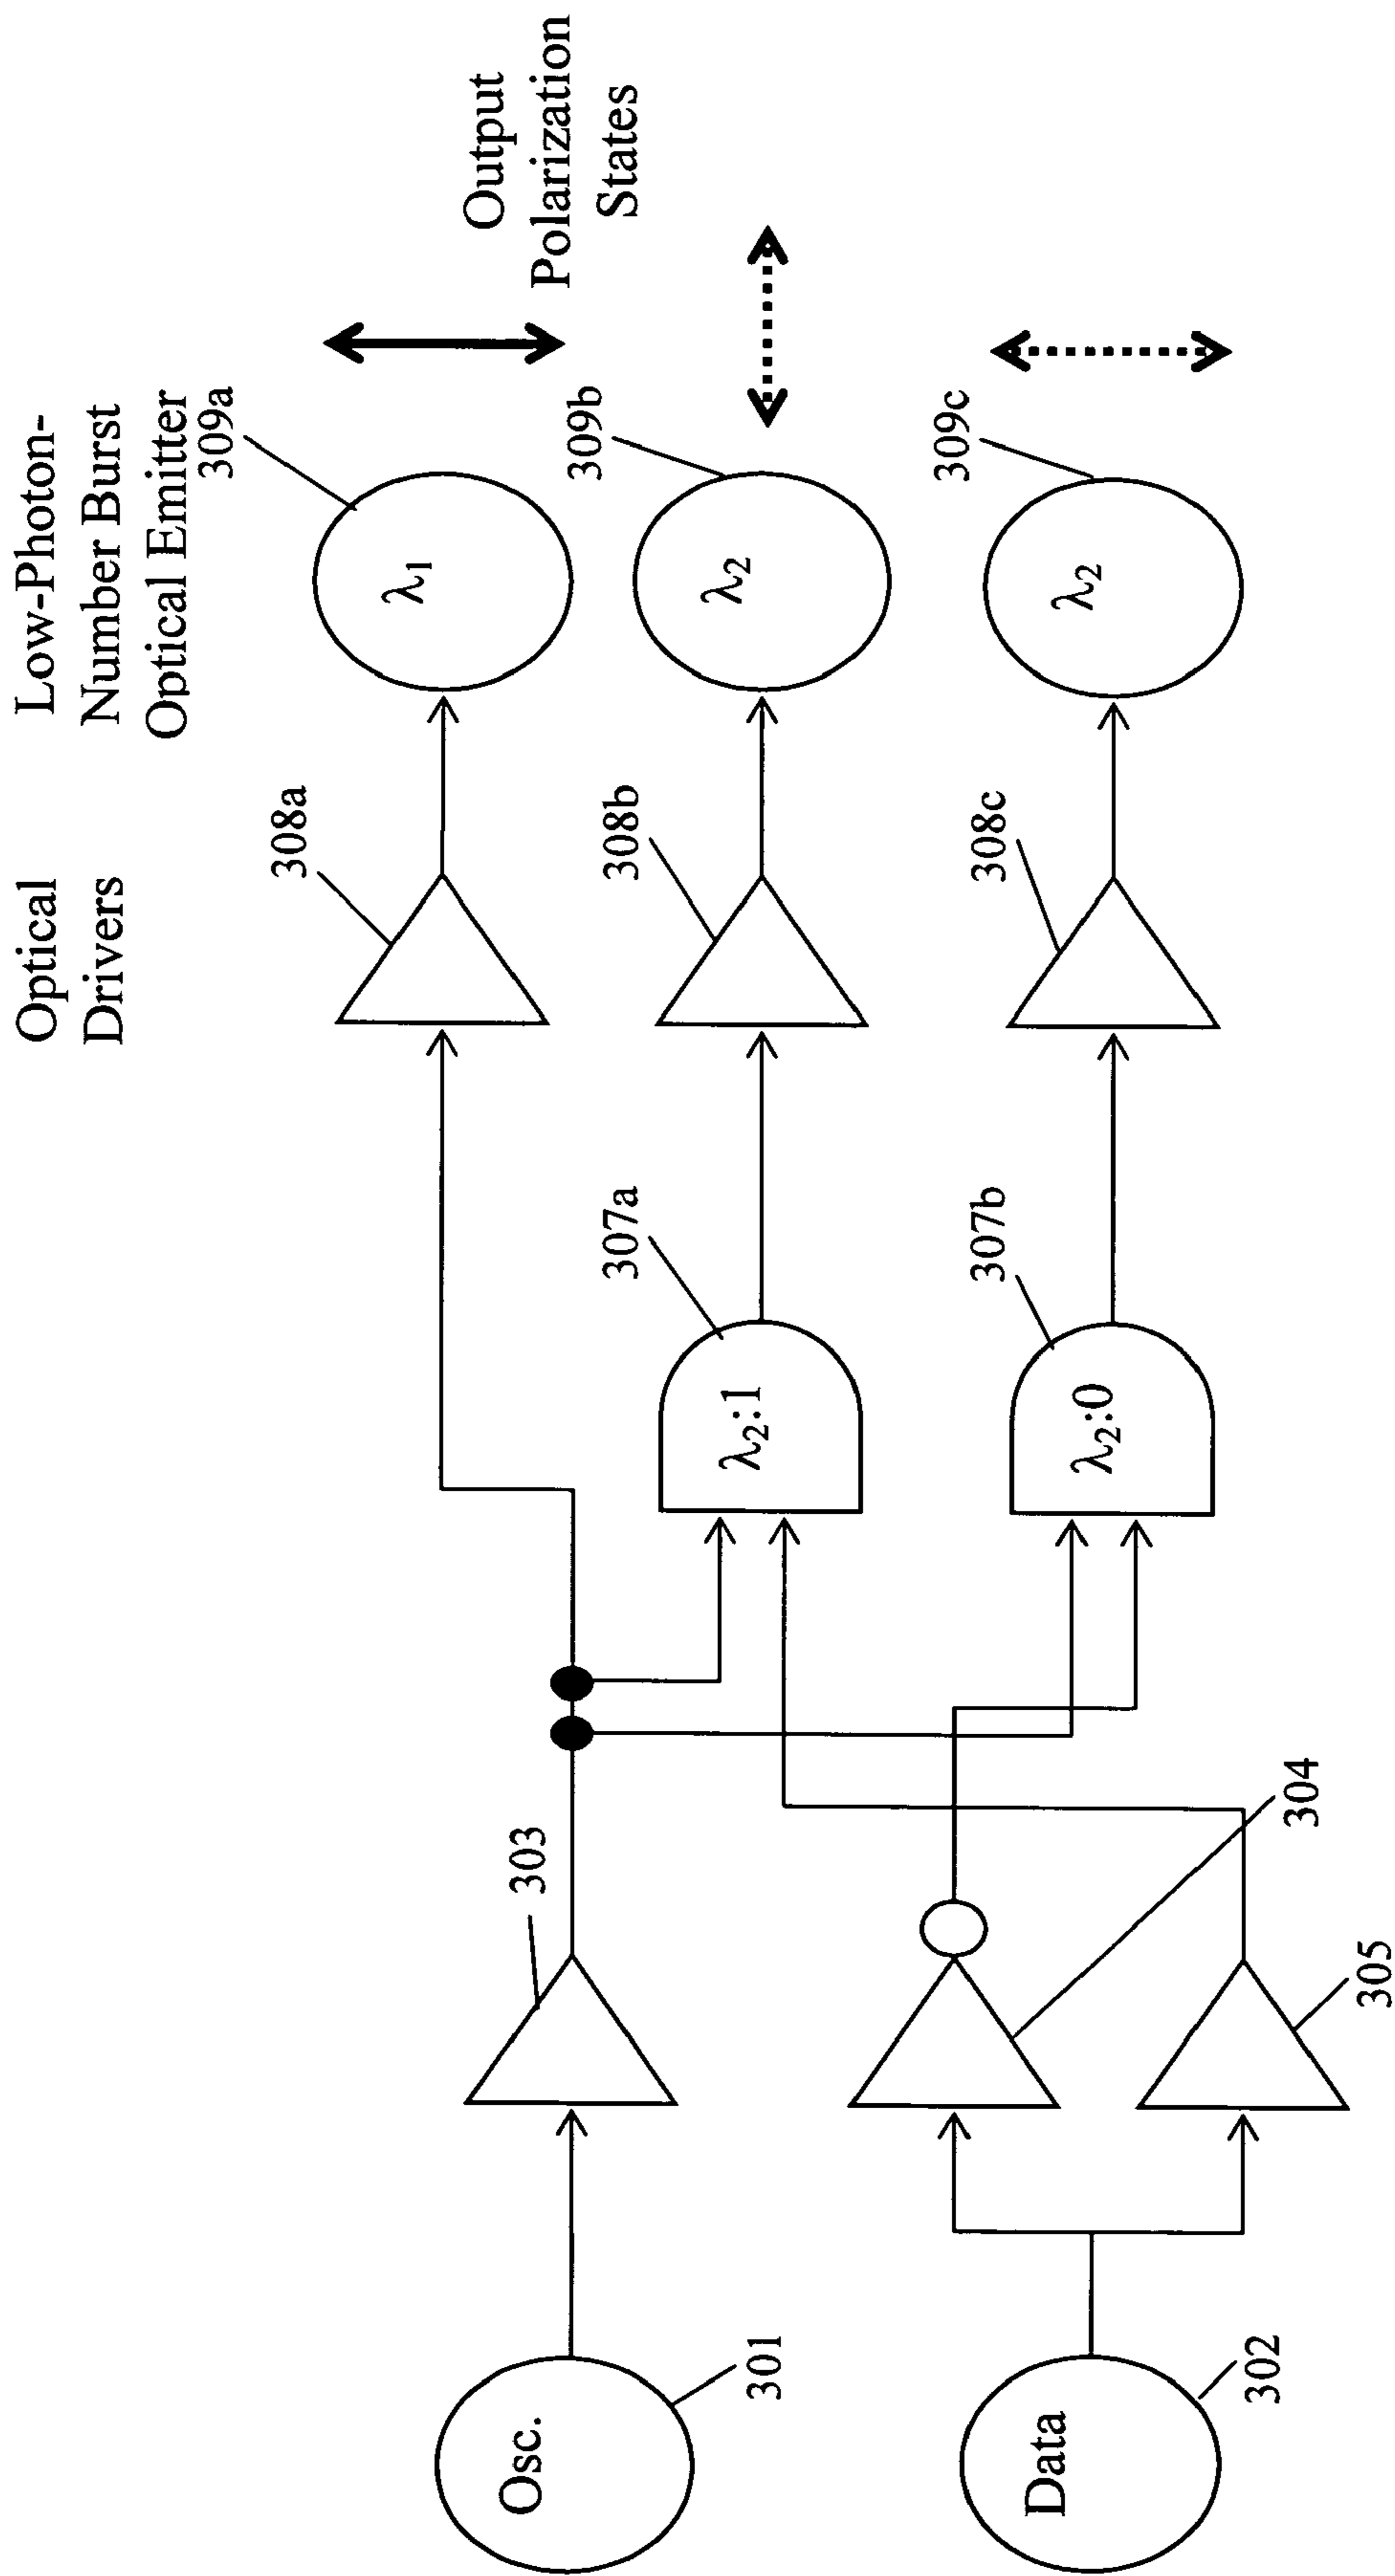 Optical
Drivers
Low-Photon-
Number Burst
Optical Emitter
309a
308a
λ1
Output
Polarization
States
303
Osc.
301
307a
308b
309b
λ2:1
λ2
304
307b
308c
309c
λ2:0
λ2
Data
302
305